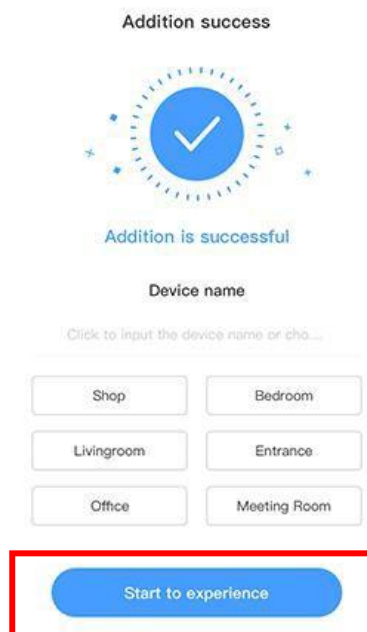 Addition success
Addition is successful
Device name
Click to input the device name or cho....
Shop Bedroom
Livingroom Entrance
Office Meeting Room
Start to experience